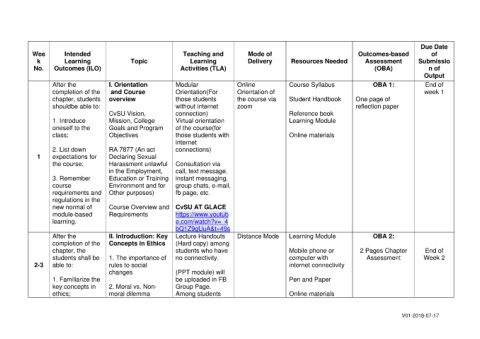 Wee
k
No.
Intended
Learning
Outcomes (ILO)
Topic
Teaching and
Learning
Activities (TLA)
Mode of
Delivery
Resources Needed
Outcomes-based
Assessment
(OBA)
Due Date
of
Submissio
n of
Output
1
After the
completion of the
chapter, students
shouldbe able to:
1. Introduce
oneself to the
class;
2. List down
expectations for
the course;
3. Remember
course
requirements and
regulations in the
new normal of
module-based
learning.
I. Orientation
and Course
overview
CvSU Vision,
Mission, College
Goals and Program
Objectives
RA 7877 (An act
Declaring Sexual
Harassment unlawful
in the Employment,
Education or Training
Environment and for
Other purposes)
Course Overview and
Requirements
Modular
Orientation(For
those students
without internet
connection)
Virtual orientation
of the course(for
those students with
internet
connections)
Consultation via
call, text message,
instant messaging,
group chats, e-mail,
fb page, etc.
CvSU AT GLACE
https://www.youtub
Online
Orientation of
the course via
zoom
Course Syllabus
Student Handbook
Reference book
Learning Module
Online materials
OBA 1:
One page of
reflection paper
End of
week 1
2-3
After the
completion of the
chapter, the
students shall be
able to:
1. Familiarize the
key concepts in
ethics;
II. Introduction: Key
Concepts in Ethics
1. The importance of
rules to social
changes
2. Moral vs. Non-
moral dilemma
Lecture Handouts
(Hard copy) among
students who have
no connectivity.
(PPT module) will
be uploaded in FB
Group Page.
Among students
Distance Mode
Learning Module
Mobile phone or
computer with
internet connectivity
Pen and Paper
Online materials
OBA 2:
2 Pages Chapter
Assessment
End of
Week 2
V01-2018-07-17